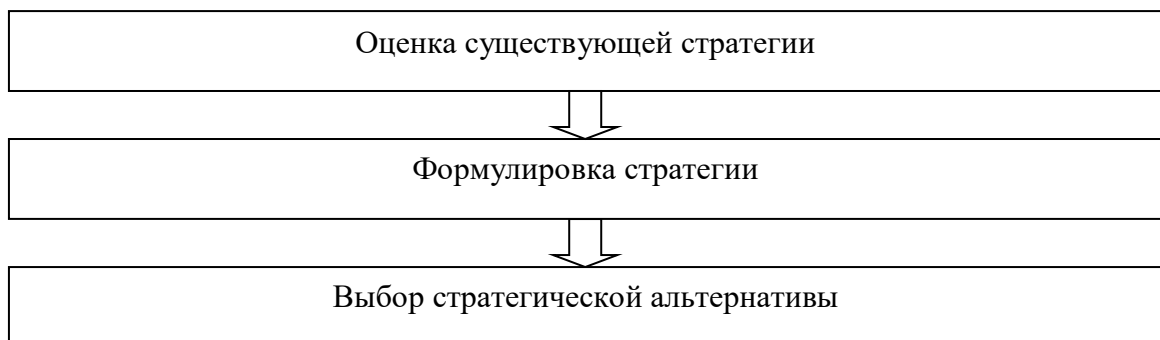 Оценка существующей стратегии
Формулировка стратегии
Выбор стратегической альтернативы